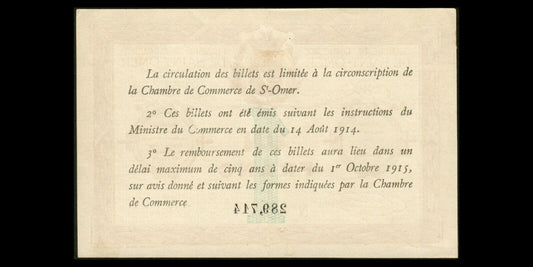 La circulation des billets est limitée à la circonscription de
la Chambre de Commerce de St-Omer.
2º Ces billets ont été émis suivant les instructions du
Ministre du Commerce en date du 14 Août 1914.
3º Le remboursement de ces billets aura lieu dans un
délai maximum de cinq ans à dater du 1er Octobre 1915,
sur avis donné et suivant les formes indiquées par la Chambre
de Commerce
289,714